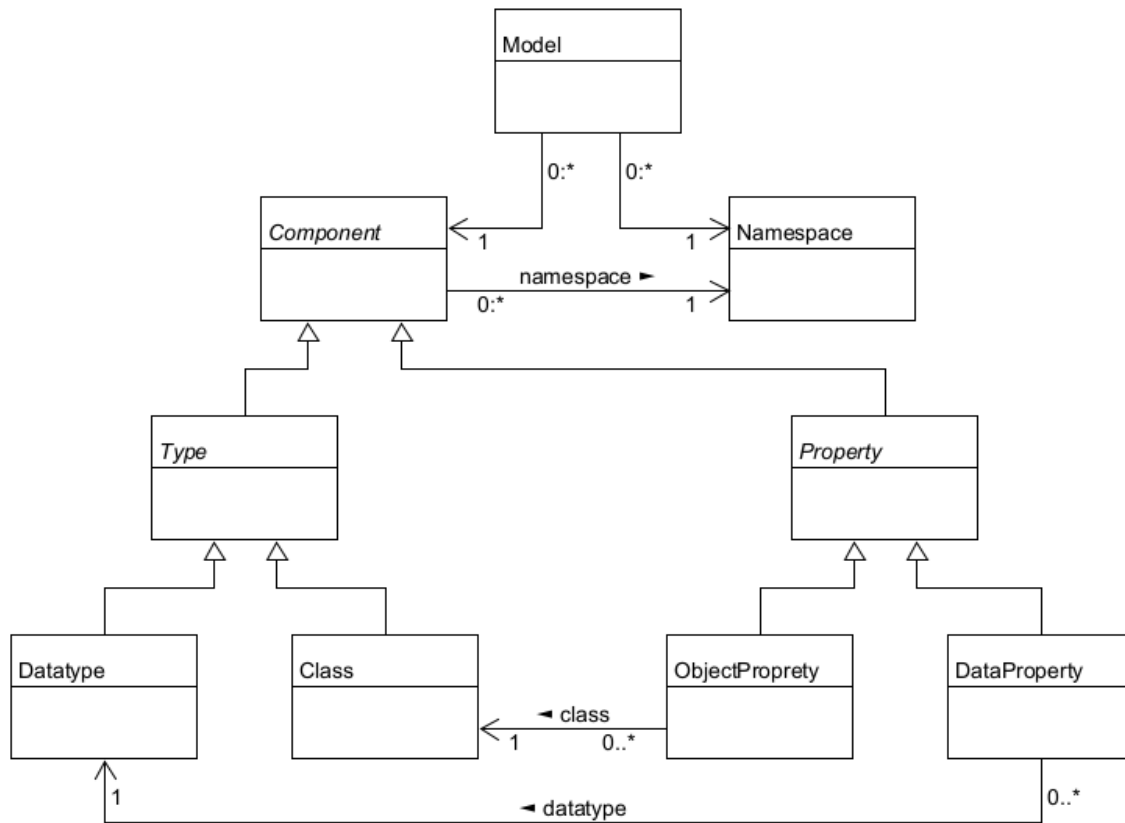 Model
0:*
0:*
Component
Namespace
1
1
namespace ►
0:*
1
Type
Property
Datatype
Class
ObjectProprety
DataProperty
◄ class
1
0..*
1
◄ datatype
0..*